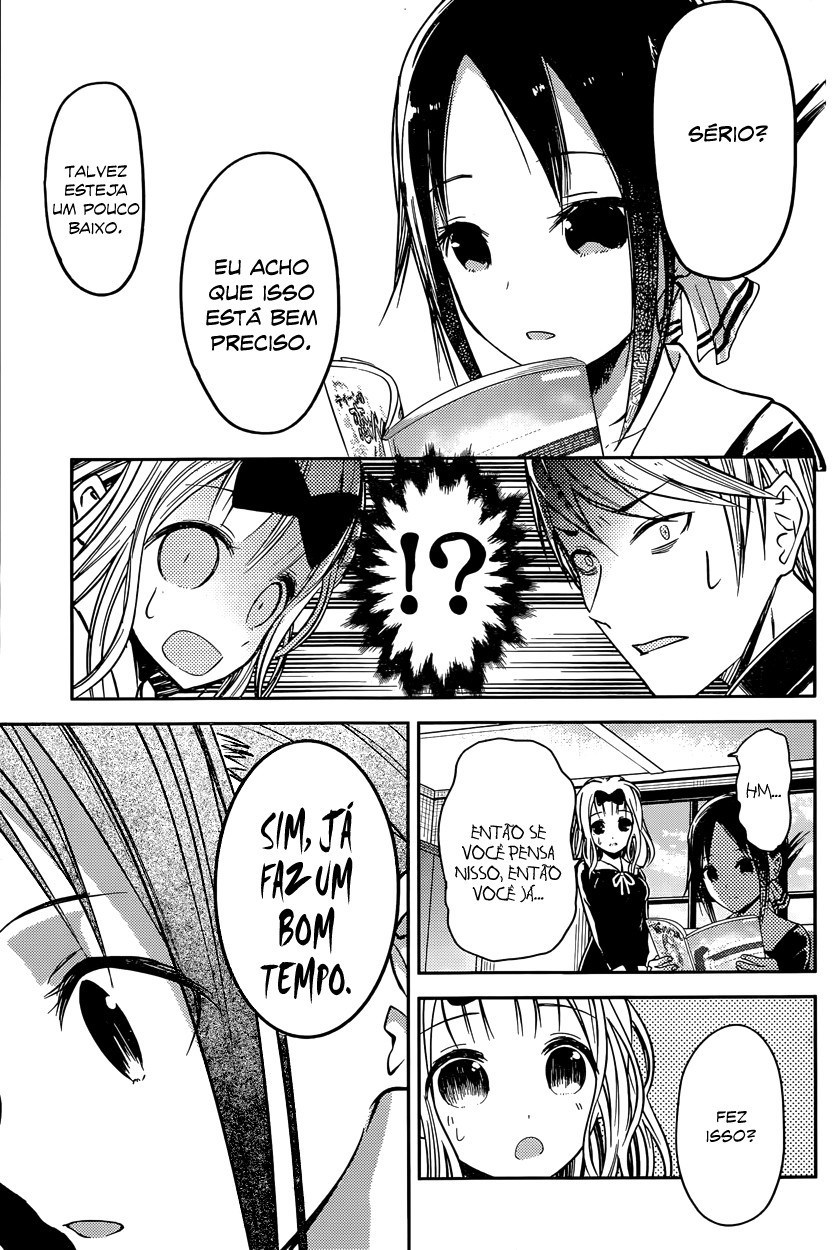 SÉRIO?
EU ACHO
QUE ISSO
ESTÁ BEM
PRECISO.
TALVEZ
ESTEJA
UM POUCO
BAIXO.
!?
HM...
ENTÃO SE
VOCÊ PENSA
NISSO, ENTÃO
VOCÊ JÁ...
FEZ
ISSO?
SIM, JÁ
FAZ UM
BOM
TEMPO.